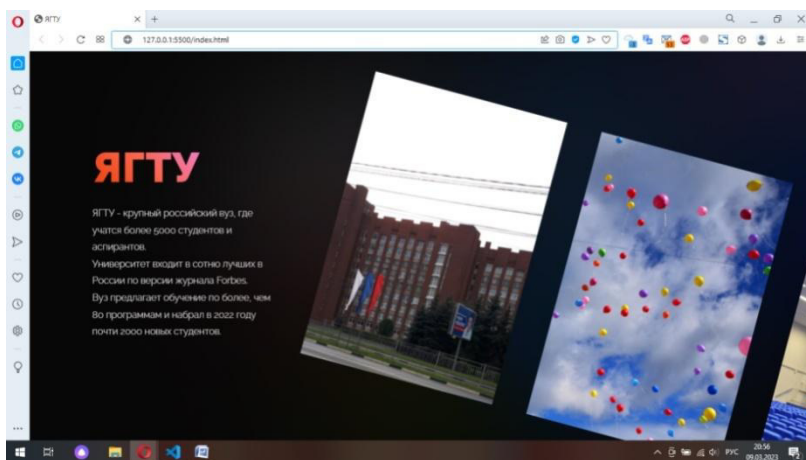 ЯГТУ
127.0.0.1:5500/index.html
ЯГТУ
ЯГТУ - крупный российский вуз, где
учатся более 5000 студентов и
аспирантов.
Университет входит в сотню лучших в
России по версии журнала Forbes.
Вуз предлагает обучение по более, чем
80 программам и набрал в 2022 году
почти 2000 новых студентов.
РУС
20:56
09.03.2023